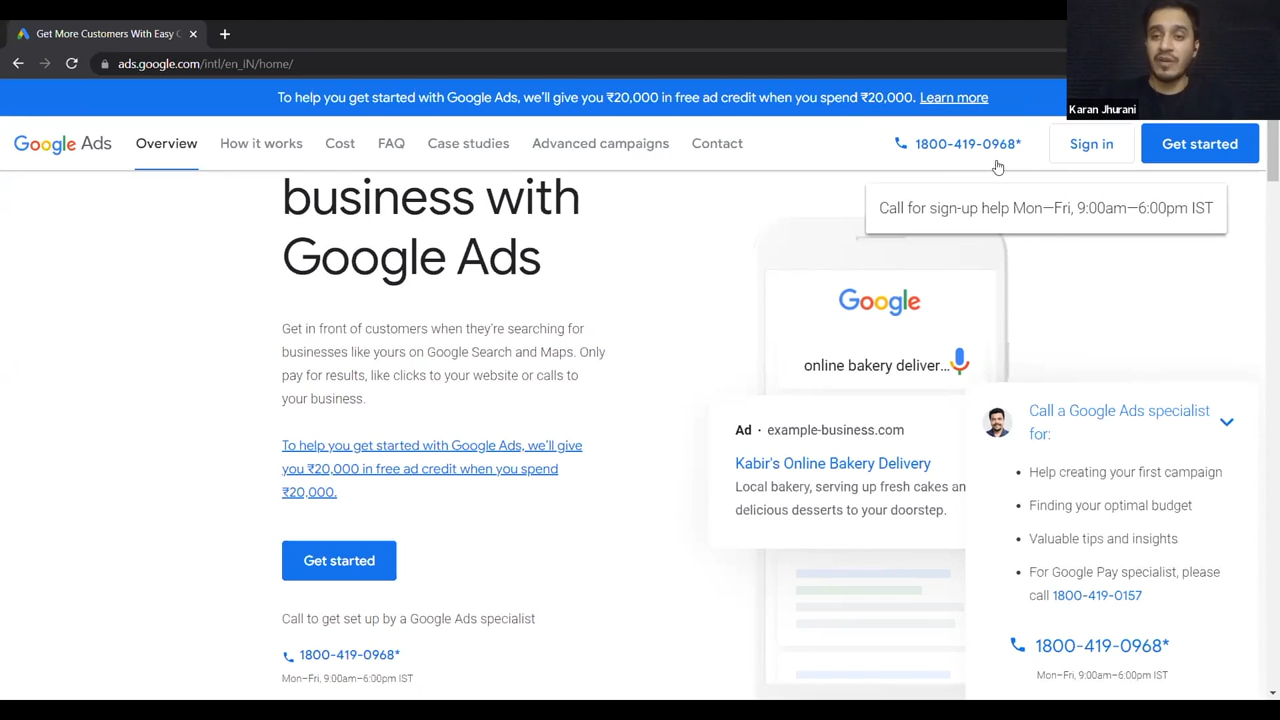 Get More Customers With Easy
ads.google.com/intl/en_IN/home/
Karan Jhurani
To help you get started with Google Ads, we'll give you ₹20,000 in free ad credit when you spend ₹20,000. Learn more
Google Ads
Overview
How it works
Cost
FAQ
Case studies
Advanced campaigns
Contact
1800-419-0968*
Sign in
Get started
Call for sign-up help Mon—Fri, 9:00am—6:00pm IST
business with
Google Ads
Get in front of customers when they're searching for
businesses like yours on Google Search and Maps. Only
pay for results, like clicks to your website or calls to
your business.
To help you get started with Google Ads, we'll give
you ₹20,000 in free ad credit when you spend
₹20,000.
Get started
Call to get set up by a Google Ads specialist
1800-419-0968*
Mon–Fri, 9:00am–6:00pm IST
Google
online bakery deliver...
Ad · example-business.com
Kabir's Online Bakery Delivery
Local bakery, serving up fresh cakes an
delicious desserts to your doorstep.
Call a Google Ads specialist
for:
• Help creating your first campaign
• Finding your optimal budget
• Valuable tips and insights
• For Google Pay specialist, please
call 1800-419-0157
1800-419-0968*
Mon–Fri, 9:00am–6:00pm IST